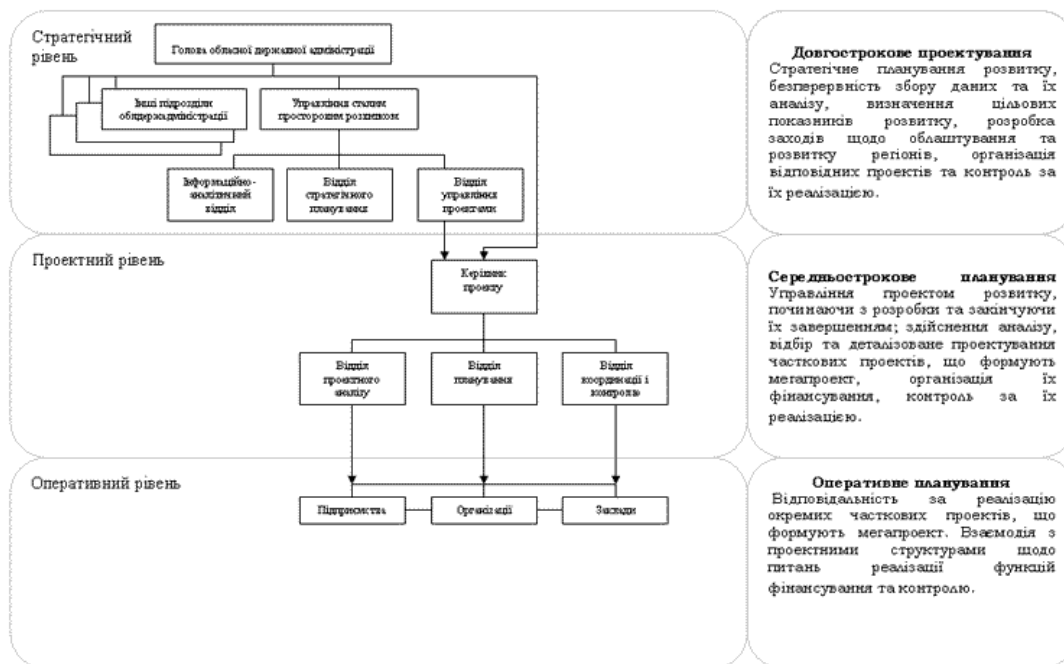 Стратегічний
рівень
Голова обласної державної адміністрації
Інші підрозділи
облдержадміністрації
Управління сталим
просторовим розвитком
Інформаційно-
аналітичний
відділ
Відділ
стратегічного
планування
Відділ
управління
проектами
Довгострокове проектування
Стратегічне планування розвитку,
безперервність збору даних та їх
аналізу, визначення цільових
показників розвитку, розробка
заходів щодо облаштування та
розвитку регіонів, організація
відповідних проектів та контроль за
їх реалізацією.
Проектний рівень
Керівник
проекту
Відділ
проектного
аналізу
Відділ
планування
Відділ
координації і
контролю
Середньострокове планування
Управління проектом розвитку,
починаючи з розробки та закінчуючи
їх завершенням; здійснення аналізу,
відбір та деталізоване проектування
часткових проектів, що формують
мегапроект, організація їх
фінансування, контроль за їх
реалізацією.
Оперативний рівень
Підприємства
Організації
Заклади
Оперативне планування
Відповідальність за реалізацію
окремих часткових проектів, що
формують мегапроект. Взаємодія з
проектними структурами щодо
питань реалізації функцій
фінансування та контролю.